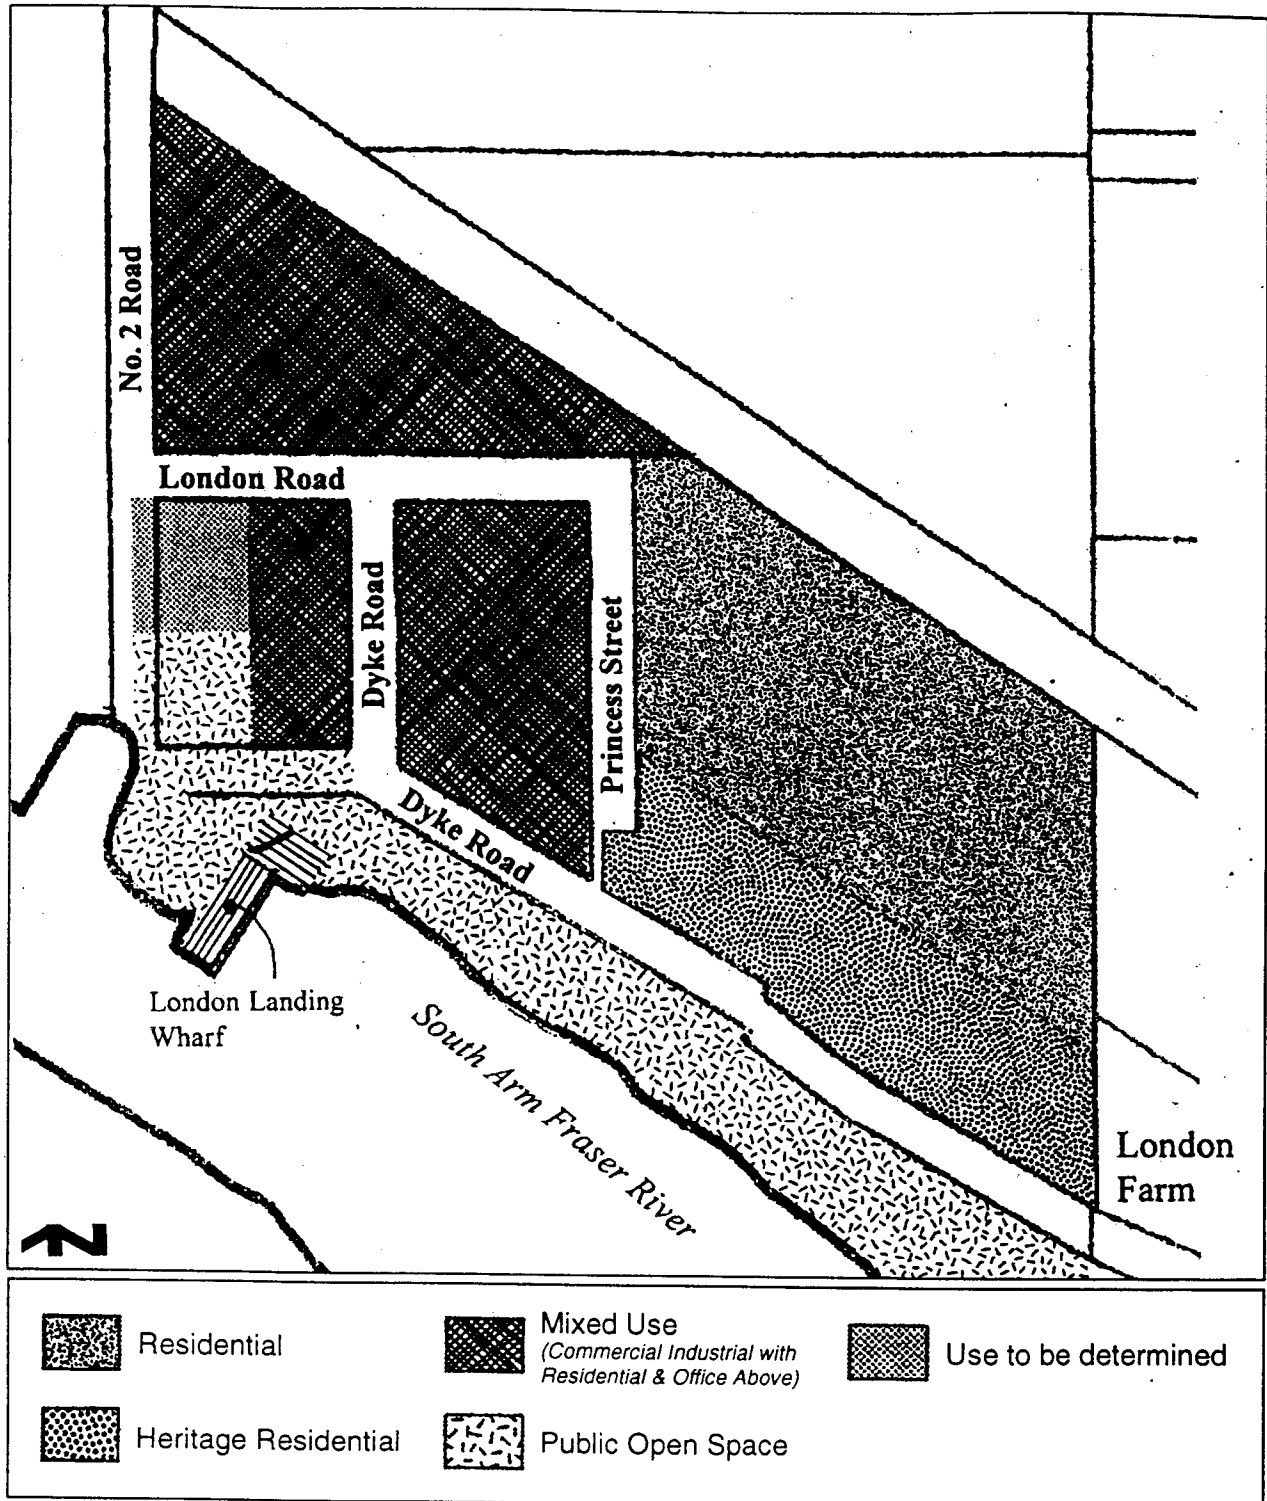 No. 2 Road
London Road
Dyke Road
Princess Street
Dyke Road
London Landing
Wharf
South Arm Fraser River
London
Farm
N
Residential
Mixed Use
(Commercial Industrial with
Residential & Office Above)
Use to be determined
Heritage Residential
Public Open Space